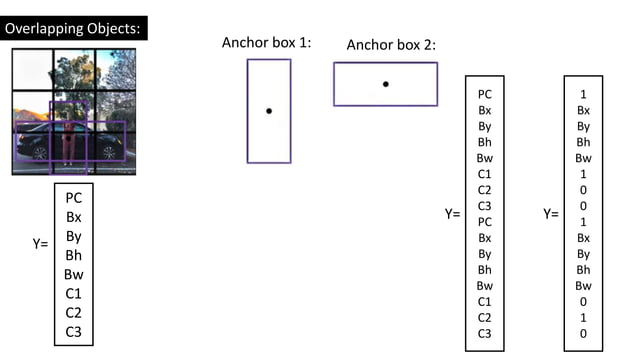 Overlapping Objects:
Anchor box 1:
Anchor box 2:
Y=
PC
Bx
By
Bh
Bw
C1
C2
C3
Y=
PC
Bx
By
Bh
Bw
C1
C2
C3
PC
Bx
By
Bh
Bw
C1
C2
C3
Y=
1
Bx
By
Bh
Bw
1
0
0
1
Bx
By
Bh
Bw
0
1
0